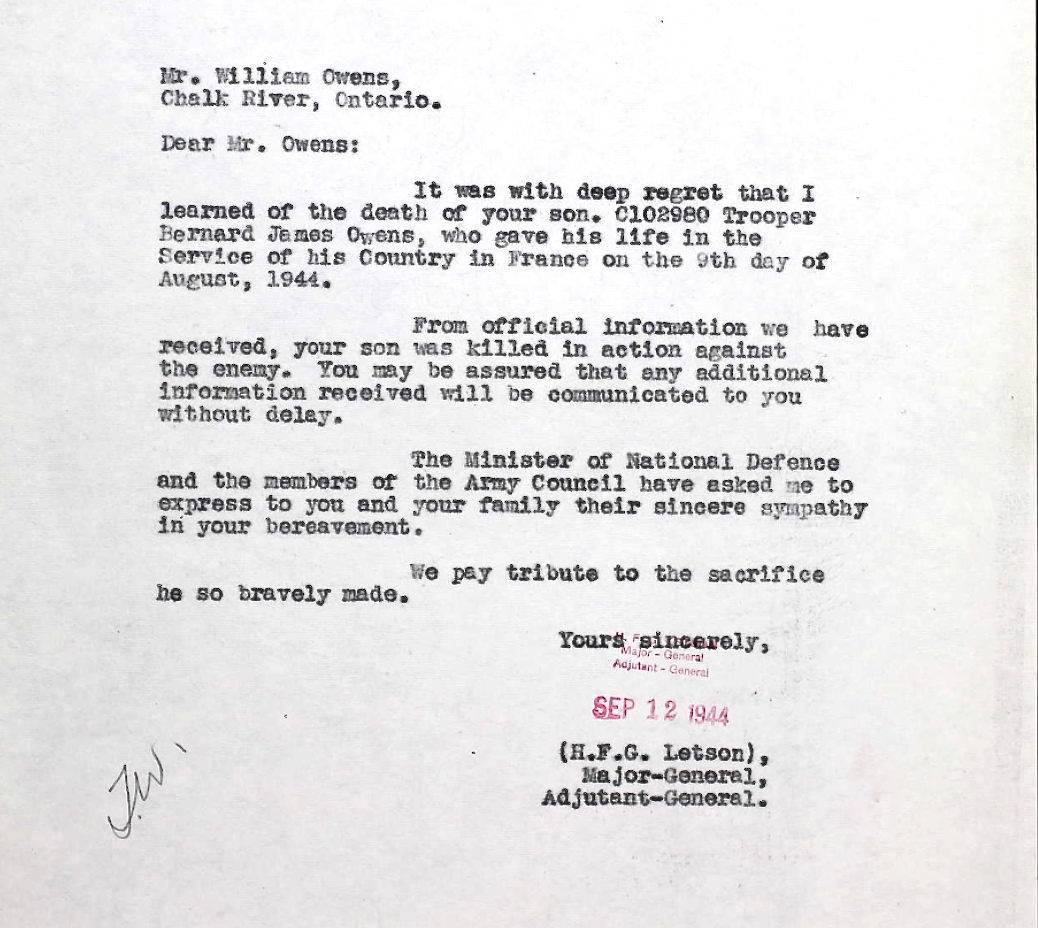 Mr. William Owens,
Chalk River, Ontario.
Dear Mr. Owens:
It was with deep regret that I
learned of the death of your son. C102980 Trooper
Bernard James Owens, who gave his life in the
Service of his Country in France on the 9th day of
August, 1944.
From official information we have
received, your son was killed in action against
the enemy. You may be assured that any additional
information received will be communicated to you
without delay.
The Minister of National Defence
and the members of the Army Council have asked me to
express to you and your family their sincere sympathy
in your bereavement.
We pay tribute to the sacrifice
he so bravely made.
Yours sincerely,
Major - General
Adjutant - General
SEP 12 1944
(H.F.G. Letson),
Major-General,
Adjutant-General.